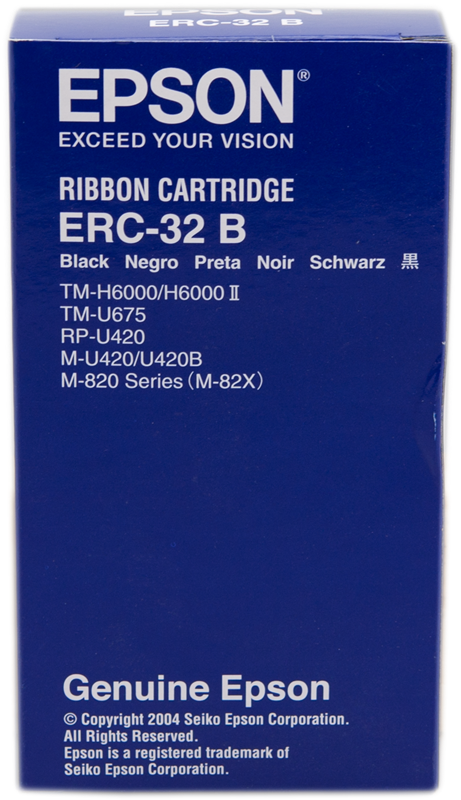 EPSON
ERC-32 B
EPSON®
EXCEED YOUR VISION
RIBBON CARTRIDGE
ERC-32 B
Black Negro Preta Noir Schwarz 黒
TM-H6000/H6000 II
TM-U675
RP-U420
M-U420/U420B
M-820 Series (M-82X)
Genuine Epson
© Copyright 2004 Seiko Epson Corporation.
All Rights Reserved.
Epson is a registered trademark of
Seiko Epson Corporation.